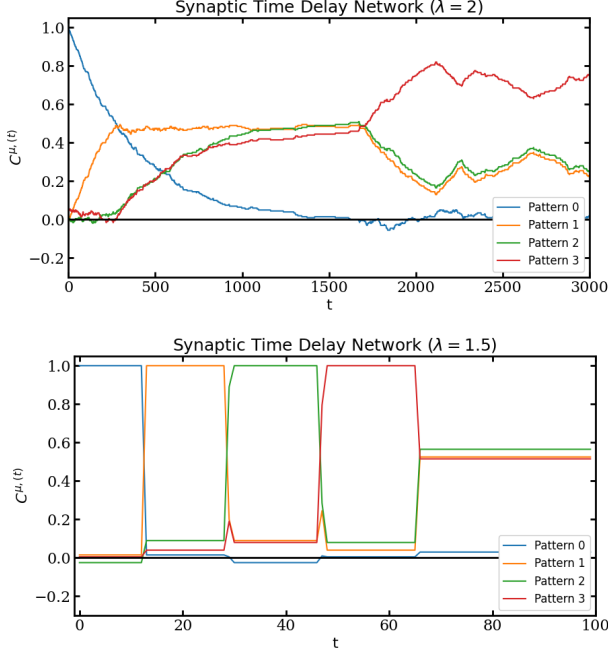 Synaptic Time Delay Network (λ = 2)
1.0
0.8
0.6
0.4
0.2
0.0
−0.2
C^{μ,(t)}
Pattern 0
Pattern 1
Pattern 2
Pattern 3
0 500 1000 1500 2000 2500 3000
t
Synaptic Time Delay Network (λ = 1.5)
1.0
0.8
0.6
0.4
0.2
0.0
−0.2
C^{μ,(t)}
Pattern 0
Pattern 1
Pattern 2
Pattern 3
0 20 40 60 80 100
t